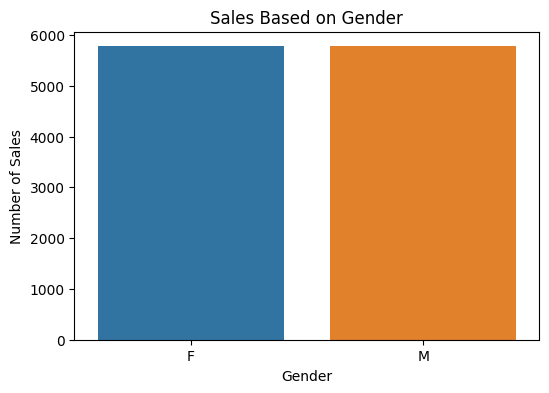 Sales Based on Gender
6000
5000
4000
3000
2000
1000
0
Number of Sales
F
M
Gender